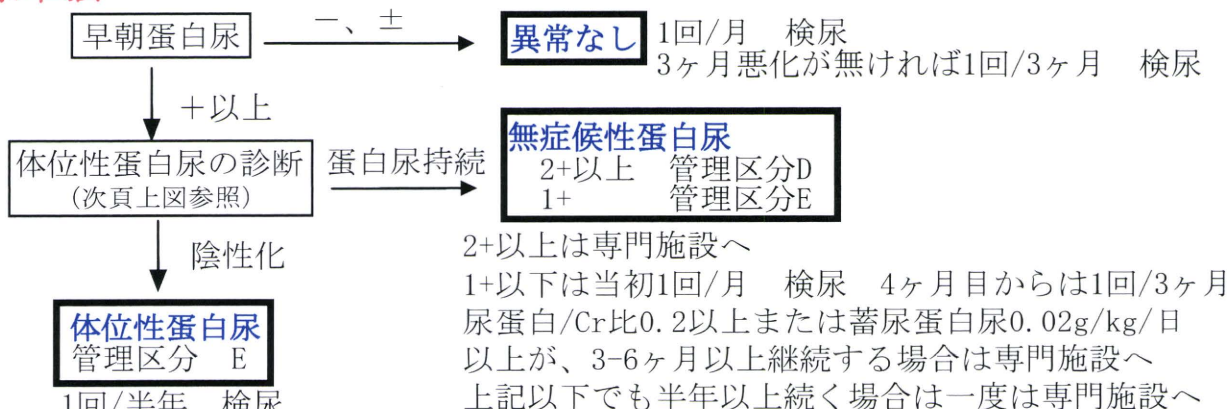 早朝蛋白尿
－、±
異常なし
1回/月　検尿
3ヶ月悪化が無ければ1回/3ヶ月　検尿
＋以上
体位性蛋白尿の診断
(次頁上図参照)
蛋白尿持続
無症候性蛋白尿
2+以上　管理区分D
1+　管理区分E
陰性化
体位性蛋白尿
管理区分　E
1回/半年　検尿
2+以上は専門施設へ
1+以下は当初1回/月　検尿　4ヶ月目からは1回/3ヶ月
尿蛋白/Cr比0.2以上または蓄尿蛋白尿0.02g/kg/日
以上が、3-6ヶ月以上継続する場合は専門施設へ
上記以下でも半年以上続く場合は一度は専門施設へ